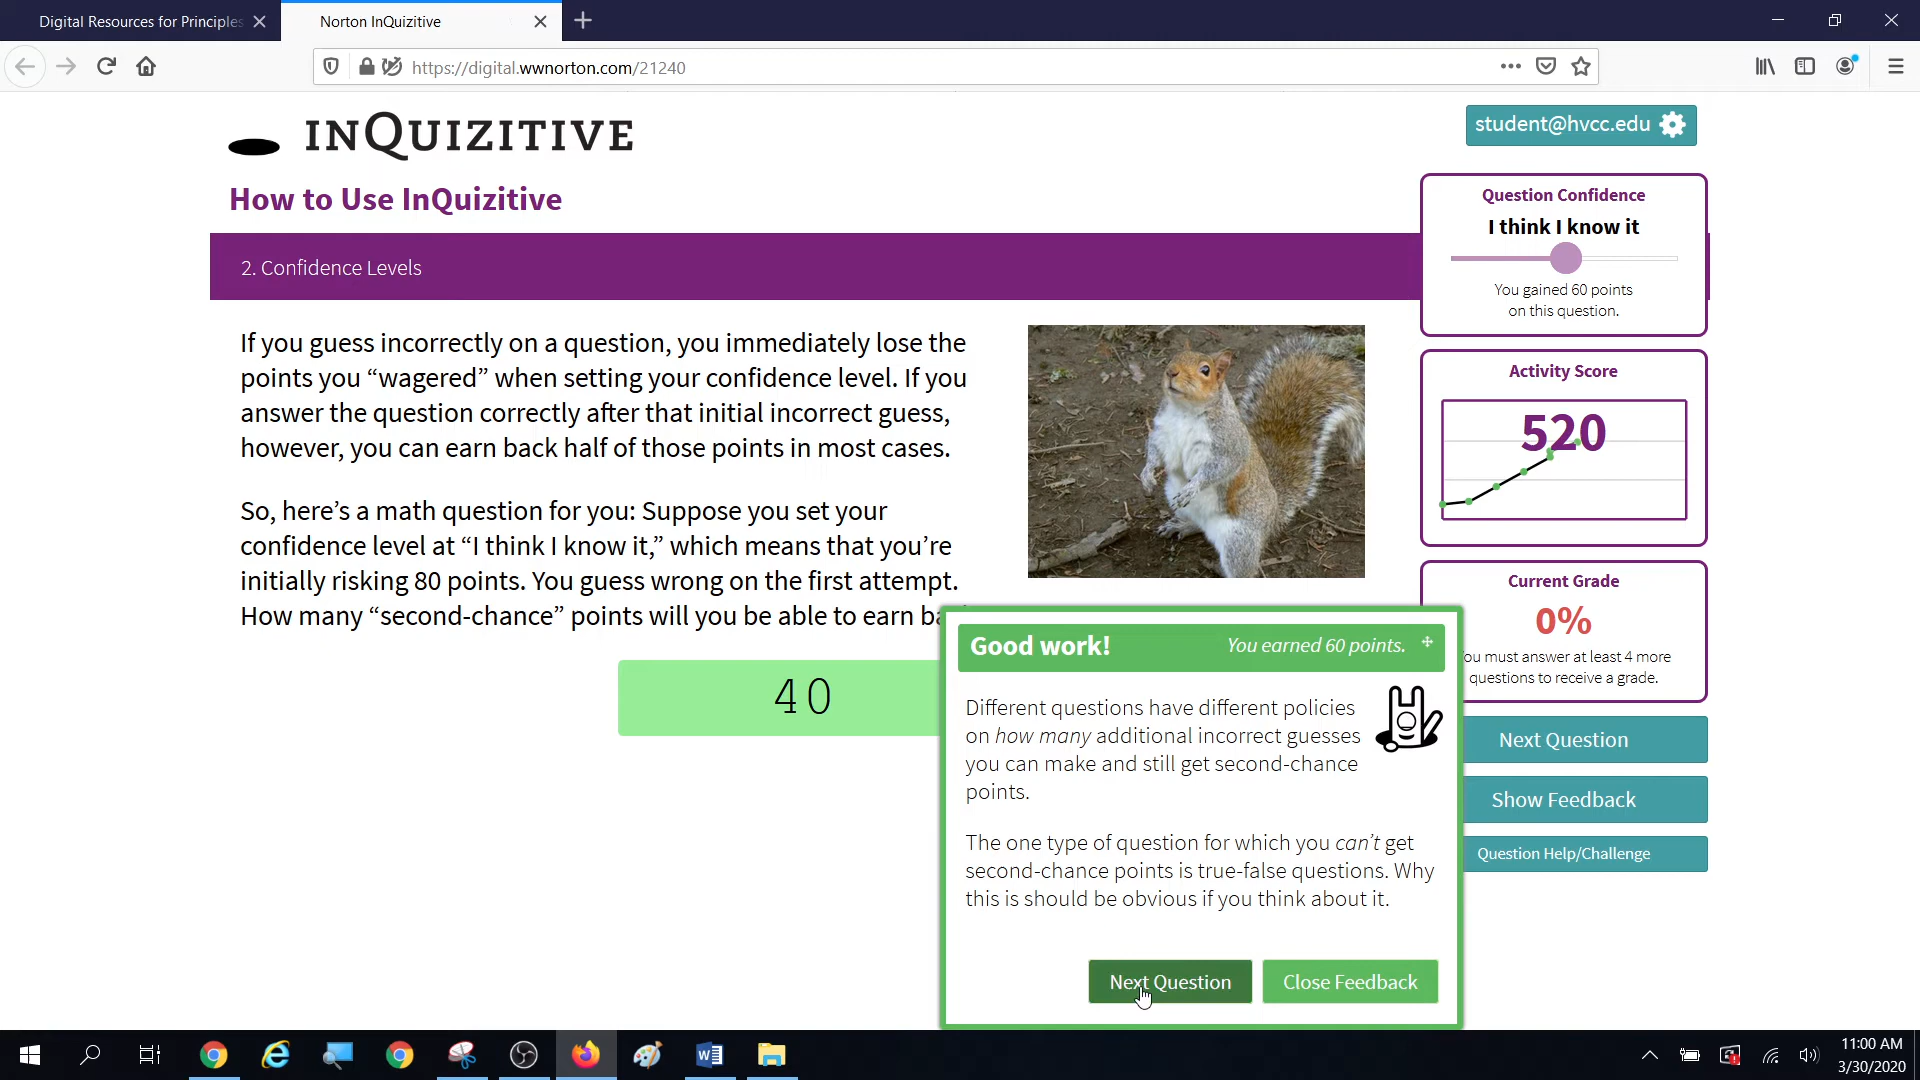 Digital Resources for Principles
Norton InQuizitive
https://digital.wwnorton.com/21240
INQUIZITIVE
student@hvcc.edu
How to Use InQuizitive
2. Confidence Levels
If you guess incorrectly on a question, you immediately lose the
points you “wagered” when setting your confidence level. If you
answer the question correctly after that initial incorrect guess,
however, you can earn back half of those points in most cases.
So, here’s a math question for you: Suppose you set your
confidence level at “I think I know it,” which means that you’re
initially risking 80 points. You guess wrong on the first attempt.
How many “second-chance” points will you be able to earn
40
Question Confidence
I think I know it
You gained 60 points
on this question.
Activity Score
520
Current Grade
0%
must answer at least 4 more
questions to receive a grade.
Next Question
Show Feedback
Question Help/Challenge
Good work!
You earned 60 points.
Different questions have different policies
on how many additional incorrect guesses
you can make and still get second-chance
points.
The one type of question for which you can’t get
second-chance points is true-false questions. Why
this is should be obvious if you think about it.
Next Question
Close Feedback
11:00 AM
3/30/2020